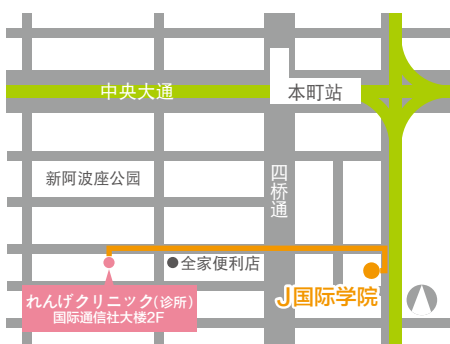 中央大通
本町站
新阿波座公园
四桥通
全家便利店
J国际学院
れんげクリニック(诊所)
国际通信社大楼2F